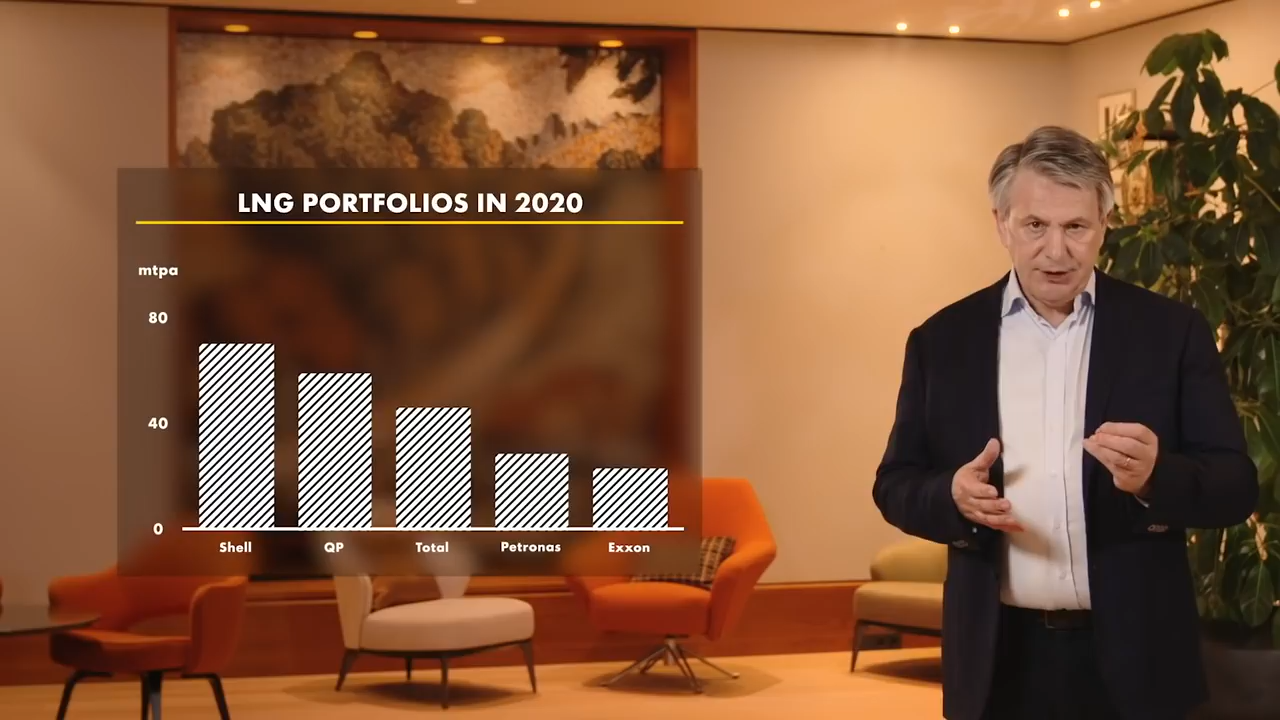 LNG PORTFOLIOS IN 2020
mtpa
80
40
0
Shell QP Total Petronas Exxon